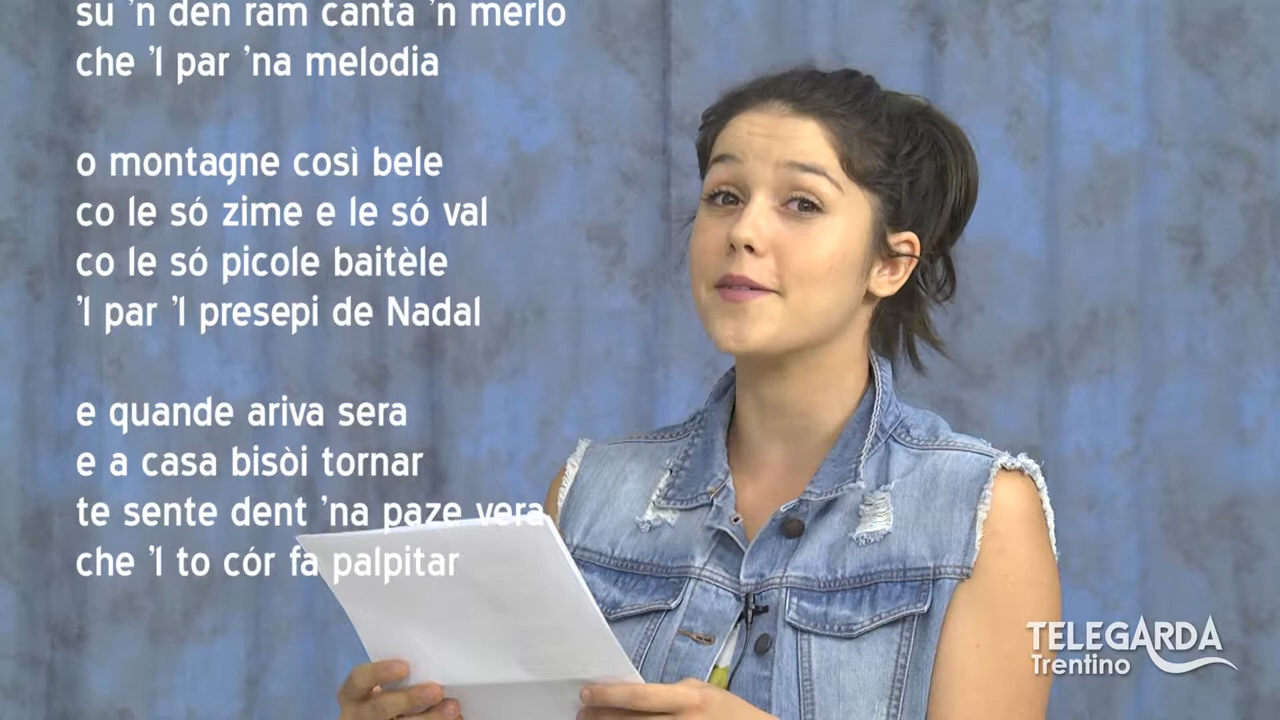 su 'n den ram canta 'n merlo
che 'l par 'na melodia
o montagne così bele
co le só zime e le só val
co le só picole baitèle
'l par 'l presepi de Nadal
e quande ariva sera
e a casa bisòi tornar
te sente dent 'na paze vera
che 'l to cór fa palpitar
TELEGARDA
Trentino